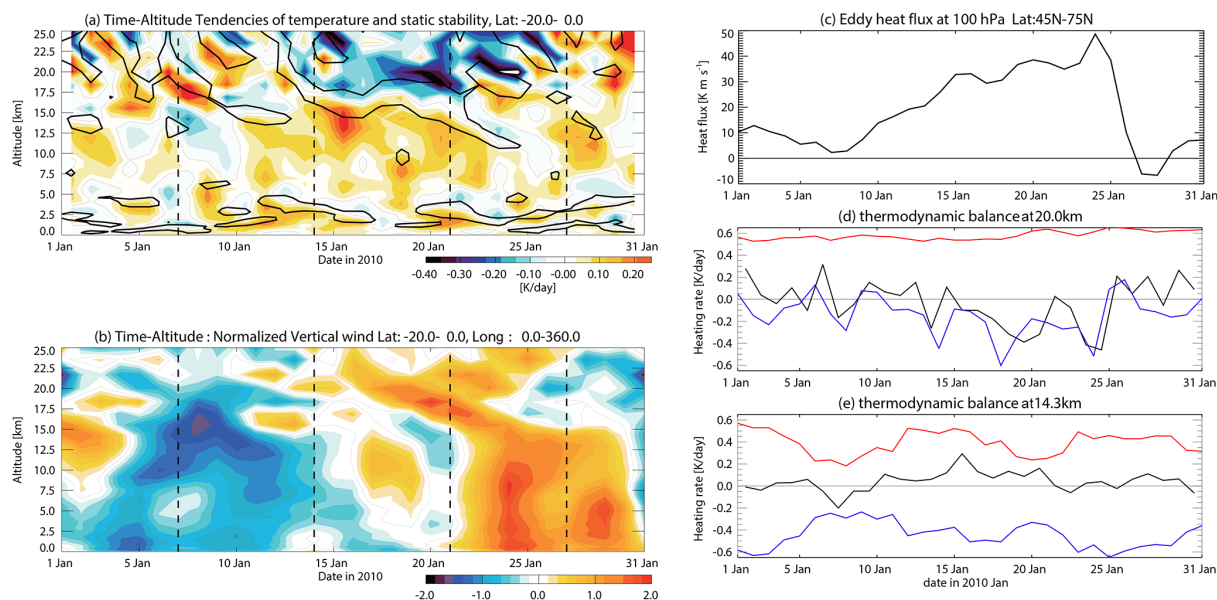 (a) Time-Altitude Tendencies of temperature and static stability, Lat: -20.0- 0.0
Altitude [km]
25.0
22.5
20.0
17.5
15.0
12.5
10.0
7.5
5.0
2.5
0.0
1 Jan 5 Jan 10 Jan 15 Jan 20 Jan 25 Jan 31 Jan
Date in 2010
-0.40 -0.30 -0.20 -0.10 -0.00 0.10 0.20
[K/day]
(b) Time-Altitude : Normalized Vertical wind Lat: -20.0- 0.0, Long : 0.0-360.0
Altitude [km]
25.0
22.5
20.0
17.5
15.0
12.5
10.0
7.5
5.0
2.5
0.0
1 Jan 5 Jan 10 Jan 15 Jan 20 Jan 25 Jan 31 Jan
Date in 2010
-2.0 -1.0 0.0 1.0 2.0
(c) Eddy heat flux at 100 hPa Lat:45N-75N
Heat flux [K m s⁻¹]
50
40
30
20
10
0
-10
1 Jan 5 Jan 10 Jan 15 Jan 20 Jan 25 Jan 31 Jan
(d) thermodynamic balance at 20.0km
Heating rate [K/day]
0.6
0.4
0.2
0.0
-0.2
-0.4
-0.6
1 Jan 5 Jan 10 Jan 15 Jan 20 Jan 25 Jan 31 Jan
(e) thermodynamic balance at 14.3km
Heating rate [K/day]
0.6
0.4
0.2
0.0
-0.2
-0.4
-0.6
1 Jan 5 Jan 10 Jan 15 Jan 20 Jan 25 Jan 31 Jan
date in 2010 Jan